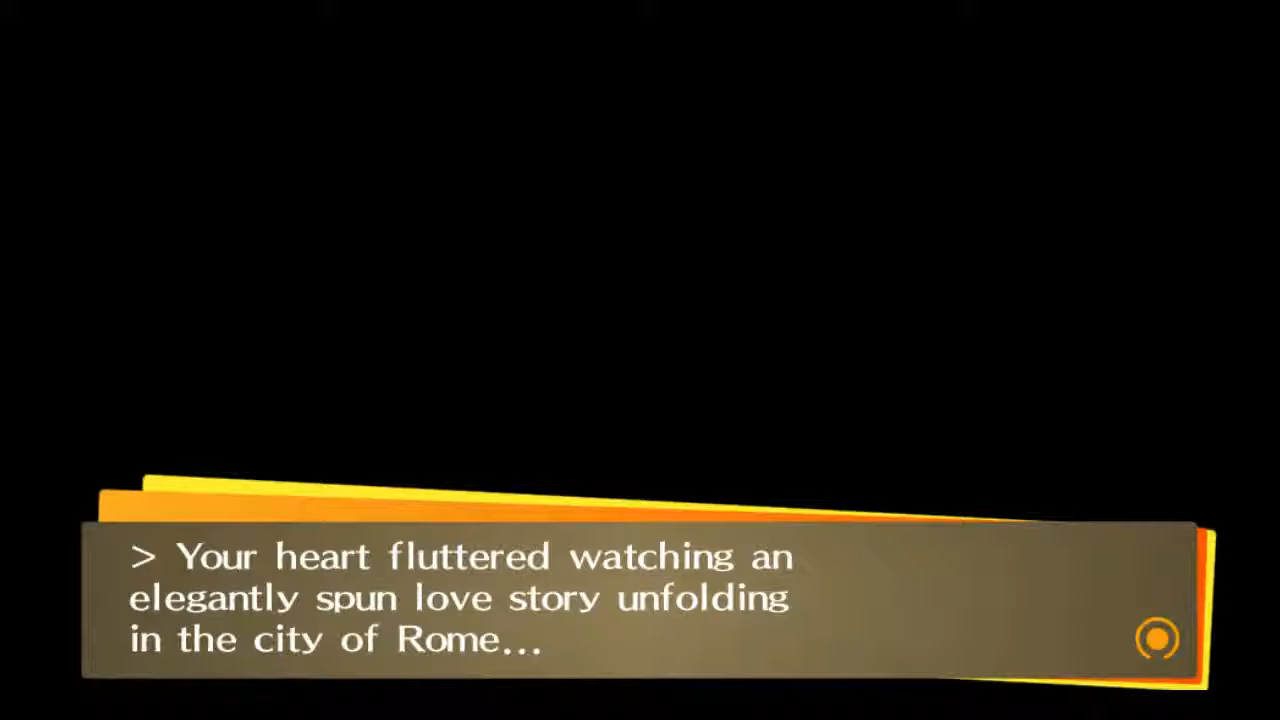 > Your heart fluttered watching an
elegantly spun love story unfolding
in the city of Rome...